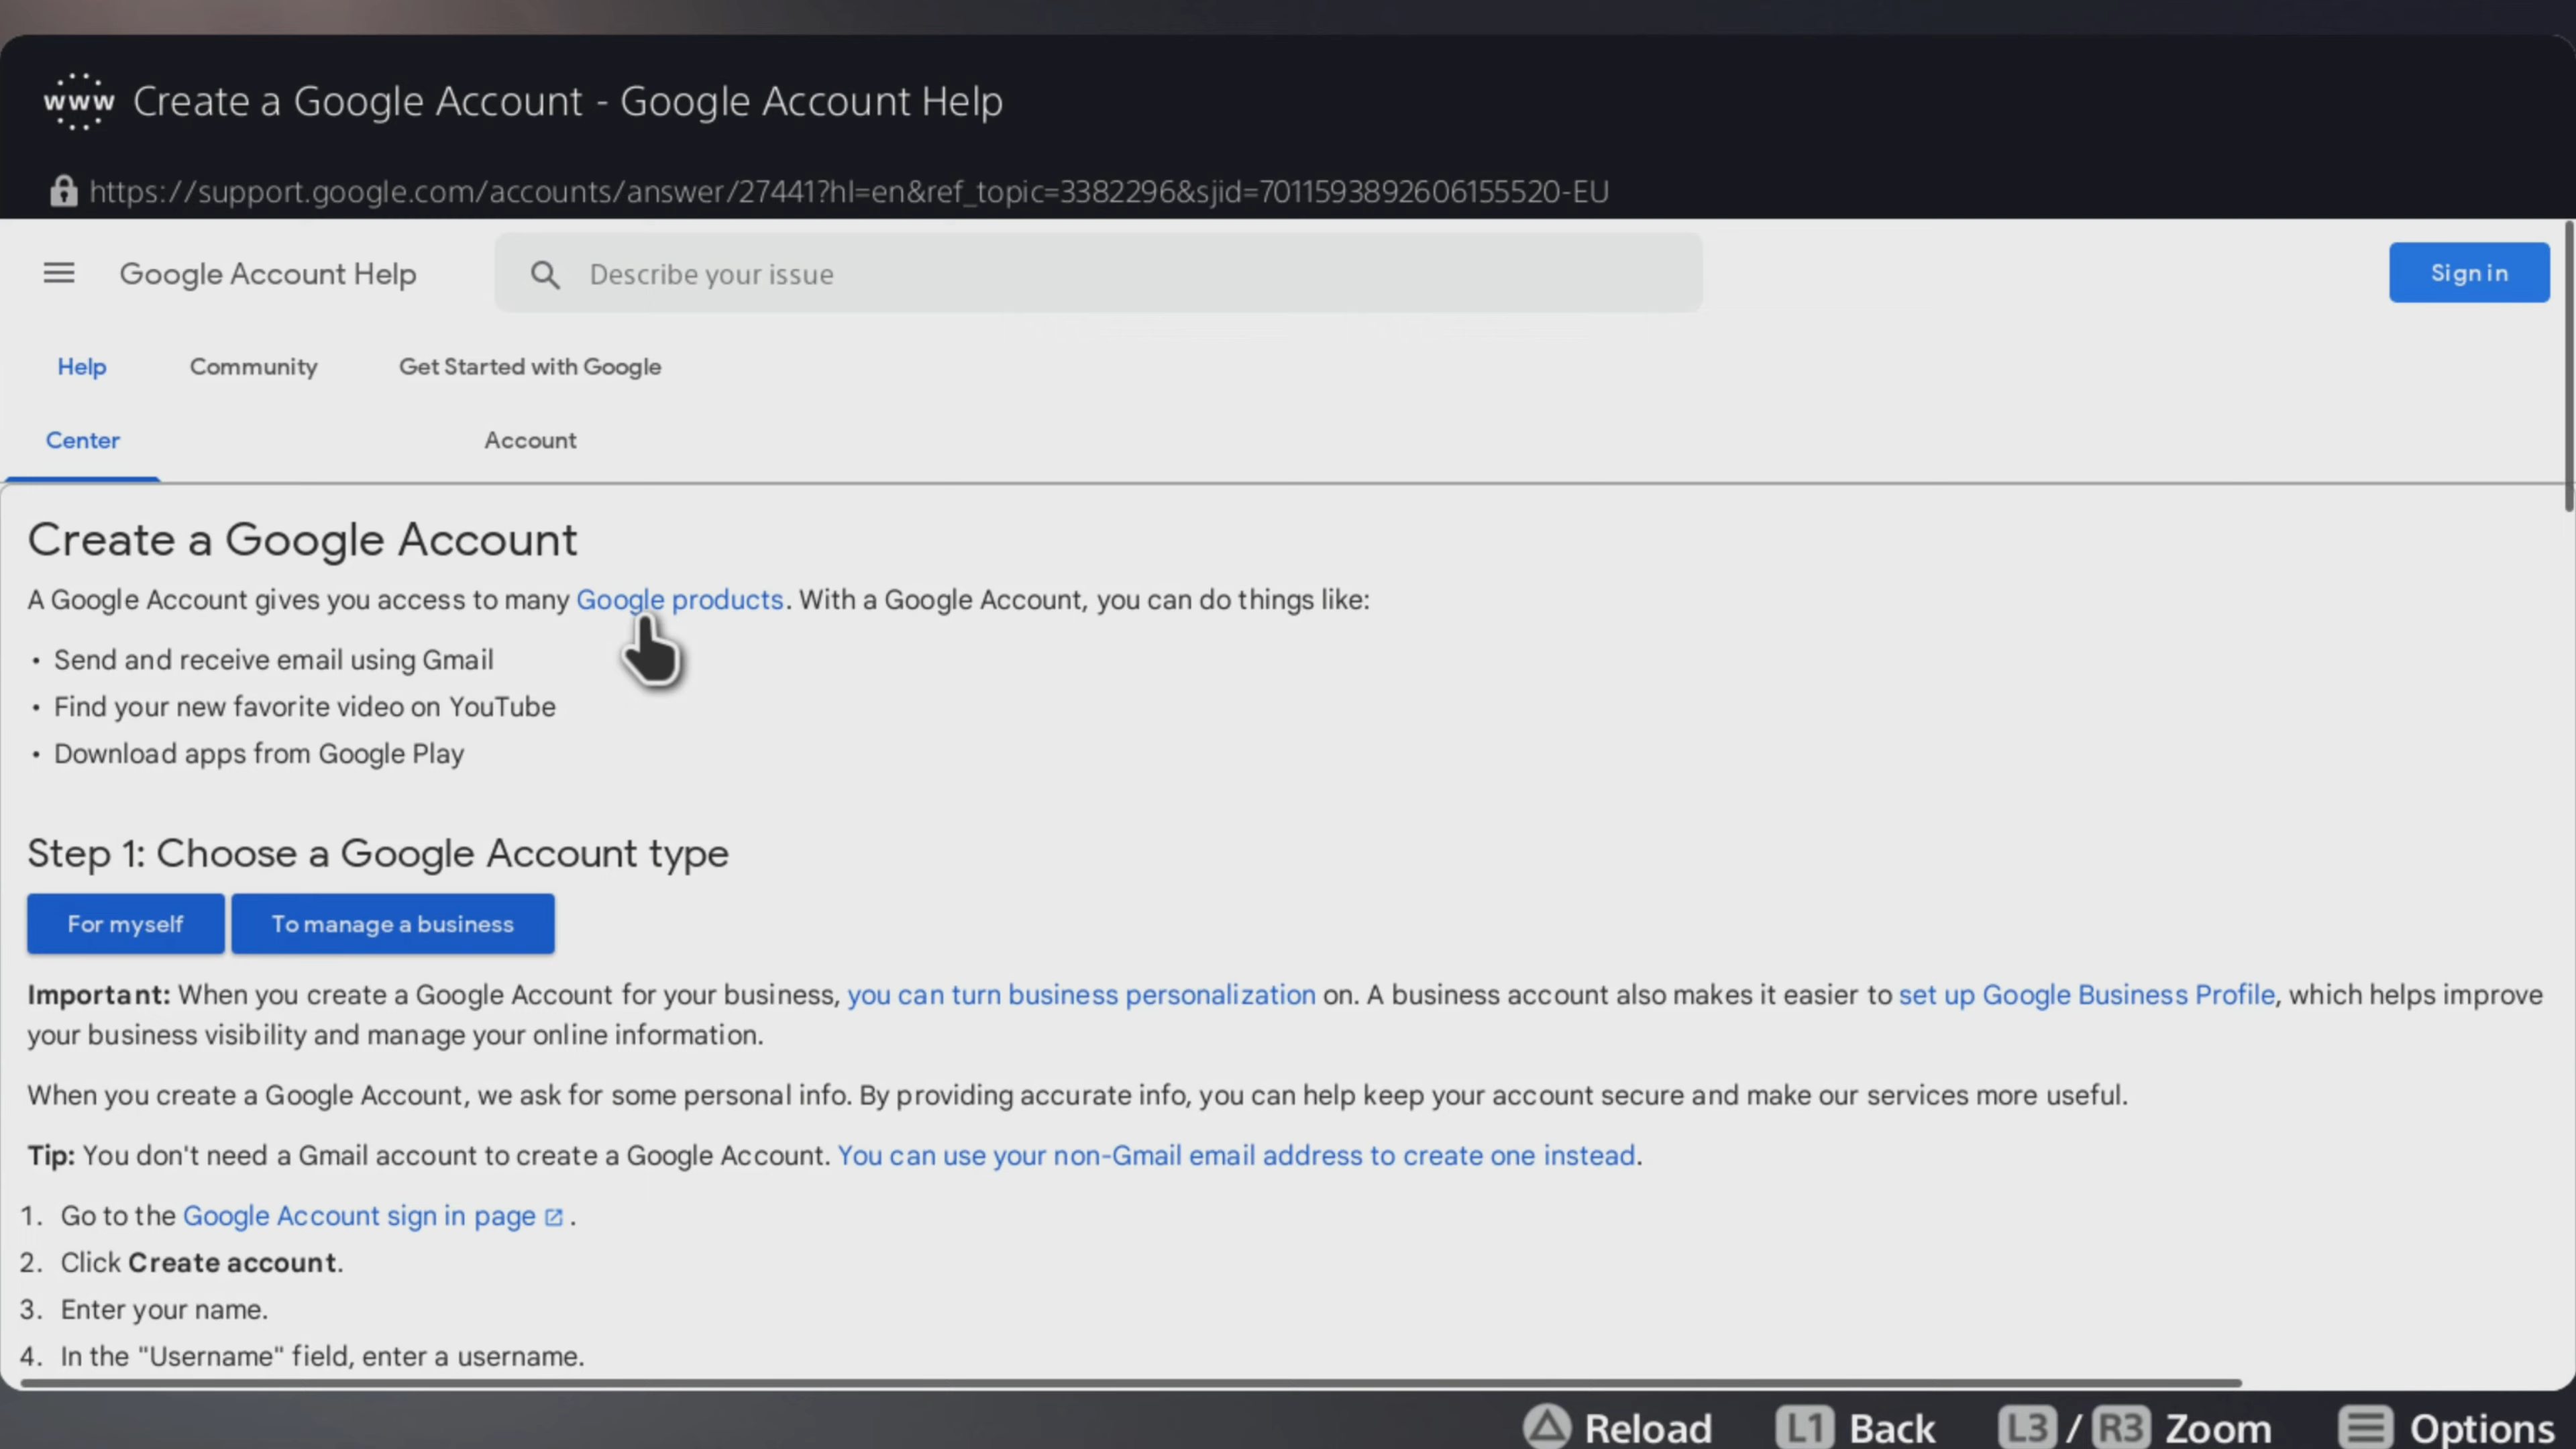 www Create a Google Account - Google Account Help
https://support.google.com/accounts/answer/27441?hl=en&ref_topic=3382296&sjid=7011593892606155520-EU
Google Account Help
Describe your issue
Sign in
Help Center
Community
Get Started with Google Account
Create a Google Account
A Google Account gives you access to many Google products. With a Google Account, you can do things like:
• Send and receive email using Gmail
• Find your new favorite video on YouTube
• Download apps from Google Play
Step 1: Choose a Google Account type
For myself
To manage a business
Important: When you create a Google Account for your business, you can turn business personalization on. A business account also makes it easier to set up Google Business Profile, which helps improve
your business visibility and manage your online information.
When you create a Google Account, we ask for some personal info. By providing accurate info, you can help keep your account secure and make our services more useful.
Tip: You don't need a Gmail account to create a Google Account. You can use your non-Gmail email address to create one instead.
1. Go to the Google Account sign in page .
2. Click Create account.
3. Enter your name.
4. In the "Username" field, enter a username.
Reload L1 Back L3 / R3 Zoom Options